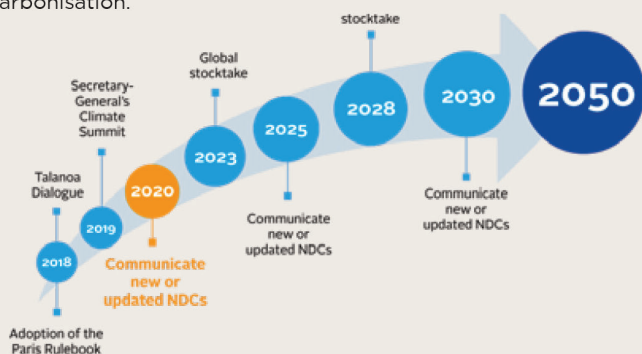 arbonisation.
stocktake
Global
stocktake
Secretary-
General's
Climate
Summit
Talanoa
Dialogue
2018
2019
2020
2023
2025
2028
2030
2050
Communicate
new or
updated NDCs
Communicate
new or
updated NDCs
Communicate
new or
updated NDCs
Adoption of the
Paris Rulebook